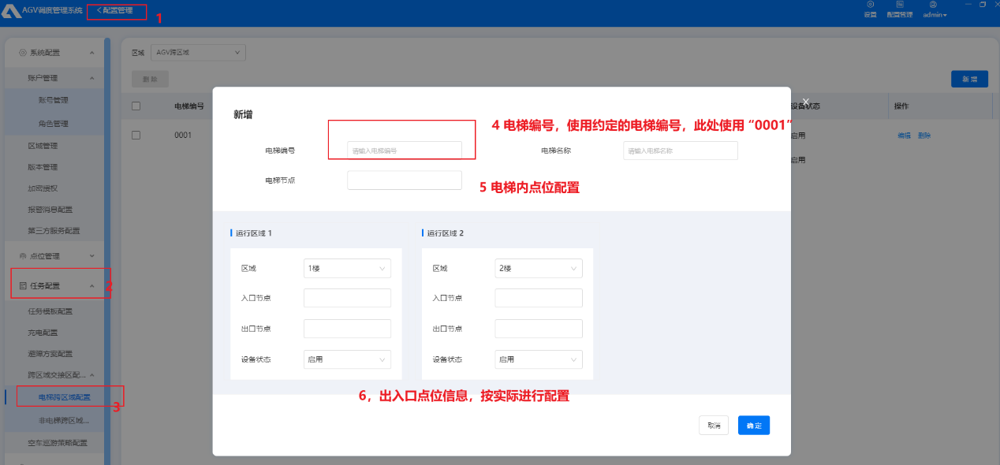 AGV调度管理系统 < 配置管理 1
设置 配置管理 admin
系统配置
账户管理
账号管理
角色管理
区域管理
版本管理
加密授权
报警消息配置
第三方服务配置
点位管理
任务配置 2
任务模板配置
充电配置
避障方案配置
跨区域交接区配...
电梯跨区域配置
3
非电梯跨区域...
空车巡游策略配置
区域 AGV跨区域
删 除 新 增
电梯编号 设备状态 操作
0001 启用 编辑 删除
启用
新增
4 电梯编号，使用约定的电梯编号，此处使用 “0001”
电梯编号 请输入电梯编号 电梯名称 请输入电梯名称
电梯节点
5 电梯内点位配置
运行区域 1
区域 1楼
入口节点
出口节点
设备状态 启用
运行区域 2
区域 2楼
入口节点
出口节点
设备状态 启用
6，出入口点位信息，按实际进行配置
取消 确 定